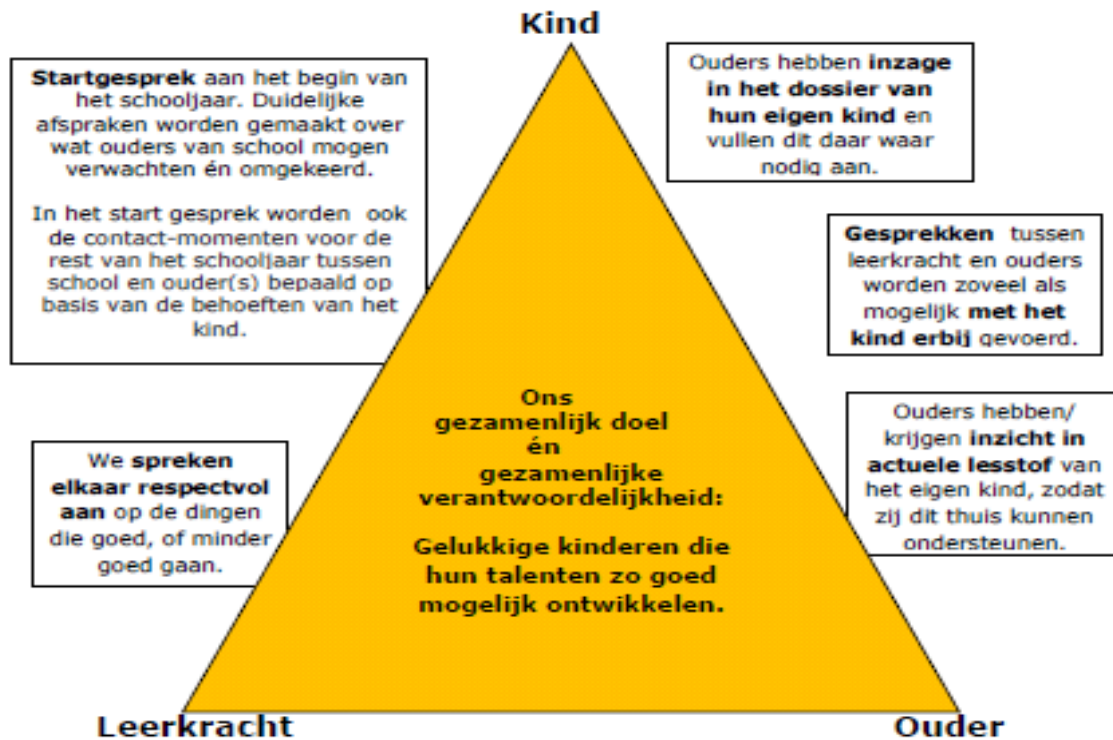 Kind
Startgesprek aan het begin van
het schooljaar. Duidelijke
afspraken worden gemaakt over
wat ouders van school mogen
verwachten én omgekeerd.
In het start gesprek worden ook
de contact-momenten voor de
rest van het schooljaar tussen
school en ouder(s) bepaald op
basis van de behoeften van het
kind.
We spreken
elkaar respectvol
aan op de dingen
die goed, of minder
goed gaan.
Ouders hebben inzage
in het dossier van
hun eigen kind en
vullen dit daar waar
nodig aan.
Gesprekken tussen
leerkracht en ouders
worden zoveel als
mogelijk met het
kind erbij gevoerd.
Ouders hebben/
krijgen inzicht in
actuele lesstof van
het eigen kind, zodat
zij dit thuis kunnen
ondersteunen.
Ons
gezamenlijk doel
én
gezamenlijke
verantwoordelijkheid:
Gelukkige kinderen die
hun talenten zo goed
mogelijk ontwikkelen.
Leerkracht
Ouder